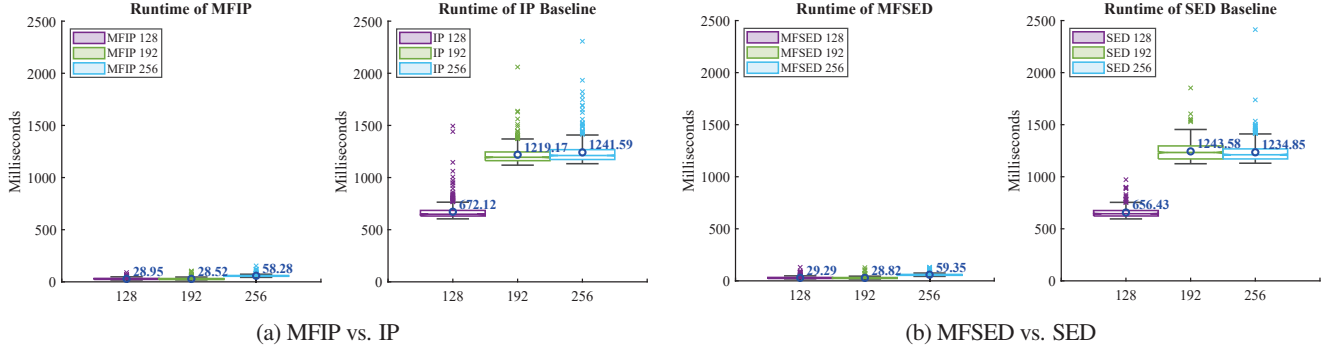 Runtime of MFIP
Milliseconds
2500
2000
1500
1000
500
0
MFIP 128
MFIP 192
MFIP 256
28.95
28.52
58.28
128
192
256
Runtime of IP Baseline
Milliseconds
2500
2000
1500
1000
500
0
IP 128
IP 192
IP 256
672.12
1219.17
1241.59
128
192
256
(a) MFIP vs. IP
Runtime of MFSED
Milliseconds
2500
2000
1500
1000
500
0
MFSED 128
MFSED 192
MFSED 256
29.29
28.82
59.35
128
192
256
Runtime of SED Baseline
Milliseconds
2500
2000
1500
1000
500
0
SED 128
SED 192
SED 256
656.43
1243.58
1234.85
128
192
256
(b) MFSED vs. SED